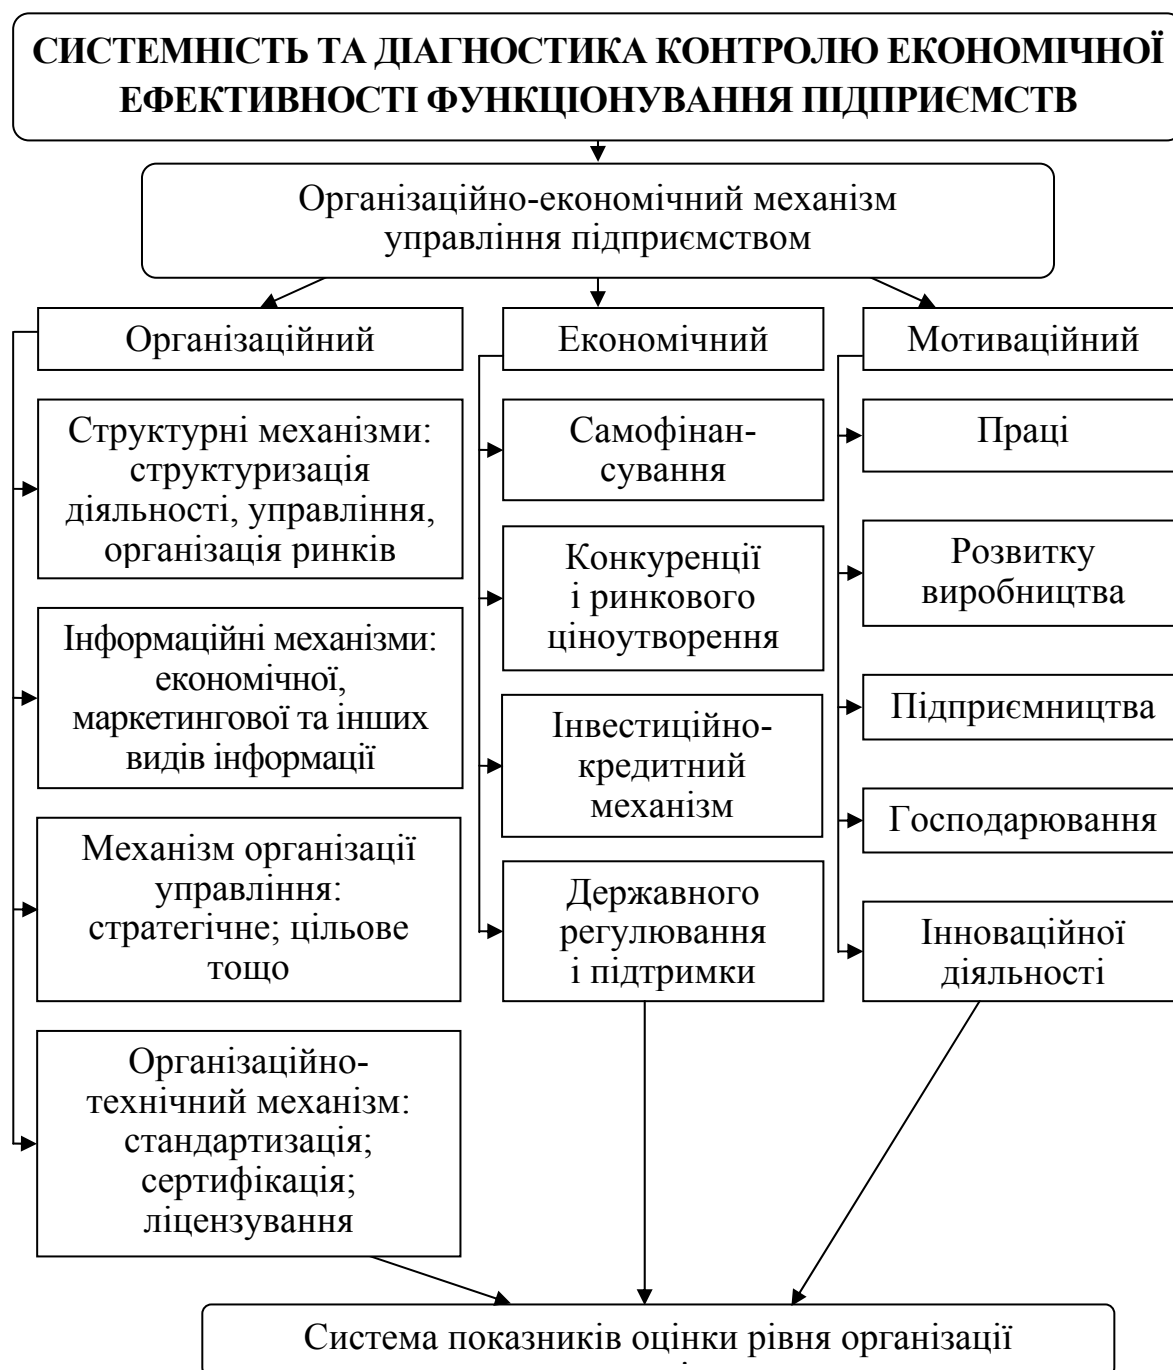 СИСТЕМНІСТЬ ТА ДІАГНОСТИКА КОНТРОЛЮ ЕКОНОМІЧНОЇ
ЕФЕКТИВНОСТІ ФУНКЦІОНУВАННЯ ПІДПРИЄМСТВ
Організаційно-економічний механізм
управління підприємством
Організаційний
Структурні механізми:
структуризація
діяльності, управління,
організація ринків
Інформаційні механізми:
економічної,
маркетингової та інших
видів інформації
Механізм організації
управління:
стратегічне; цільове
тощо
Організаційно-
технічний механізм:
стандартизація;
сертифікація;
ліцензування
Економічний
Самофінан-
сування
Конкуренції
і ринкового
ціноутворення
Інвестиційно-
кредитний
механізм
Державного
регулювання
і підтримки
Мотиваційний
Праці
Розвитку
виробництва
Підприємництва
Господарювання
Інноваційної
діяльності
Система показників оцінки рівня організації